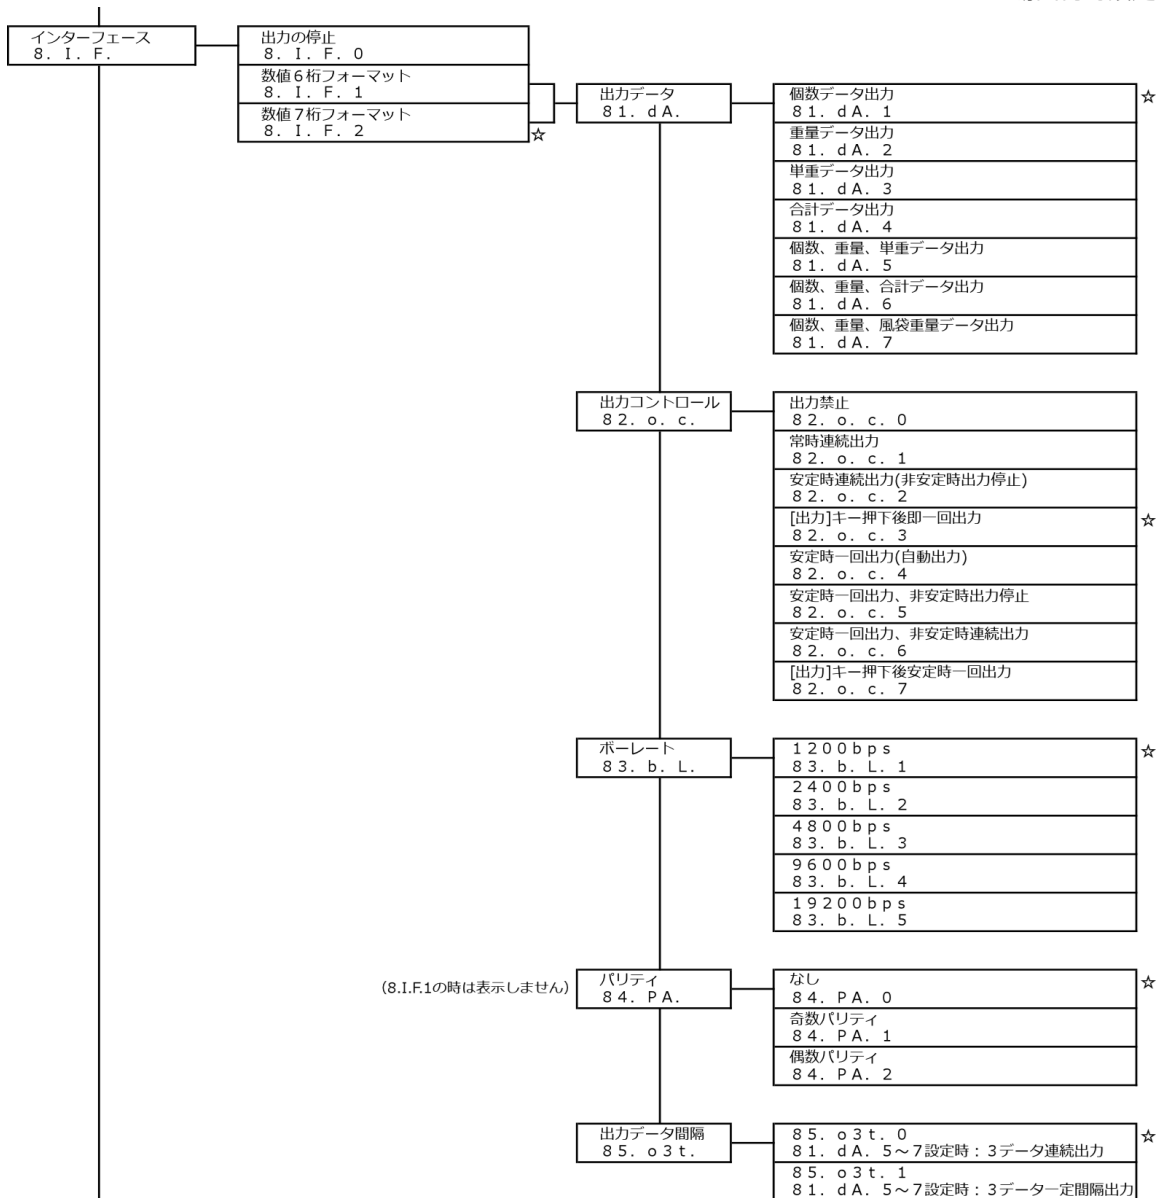 インターフェース
8. I. F.
出力の停止
8. I. F. 0
数値6桁フォーマット
8. I. F. 1
数値7桁フォーマット
8. I. F. 2
☆
出力データ
81. dA.
個数データ出力
81. dA. 1
☆
重量データ出力
81. dA. 2
単重データ出力
81. dA. 3
合計データ出力
81. dA. 4
個数、重量、単重データ出力
81. dA. 5
個数、重量、合計データ出力
81. dA. 6
個数、重量、風袋重量データ出力
81. dA. 7
出力コントロール
82. o. c.
出力禁止
82. o. c. 0
常時連続出力
82. o. c. 1
安定時連続出力(非安定時出力停止)
82. o. c. 2
[出力]キー押下後即一回出力
82. o. c. 3
☆
安定時一回出力(自動出力)
82. o. c. 4
安定時一回出力、非安定時出力停止
82. o. c. 5
安定時一回出力、非安定時連続出力
82. o. c. 6
[出力]キー押下後安定時一回出力
82. o. c. 7
ボーレート
83. b. L.
1200bps
83. b. L. 1
☆
2400bps
83. b. L. 2
4800bps
83. b. L. 3
9600bps
83. b. L. 4
19200bps
83. b. L. 5
(8.I.F.1の時は表示しません)
パリティ
84. PA.
なし
84. PA. 0
☆
奇数パリティ
84. PA. 1
偶数パリティ
84. PA. 2
出力データ間隔
85. o3t.
85. o3t. 0
81. dA. 5～7設定時：3データ連続出力
☆
85. o3t. 1
81. dA. 5～7設定時：3データ一定間隔出力